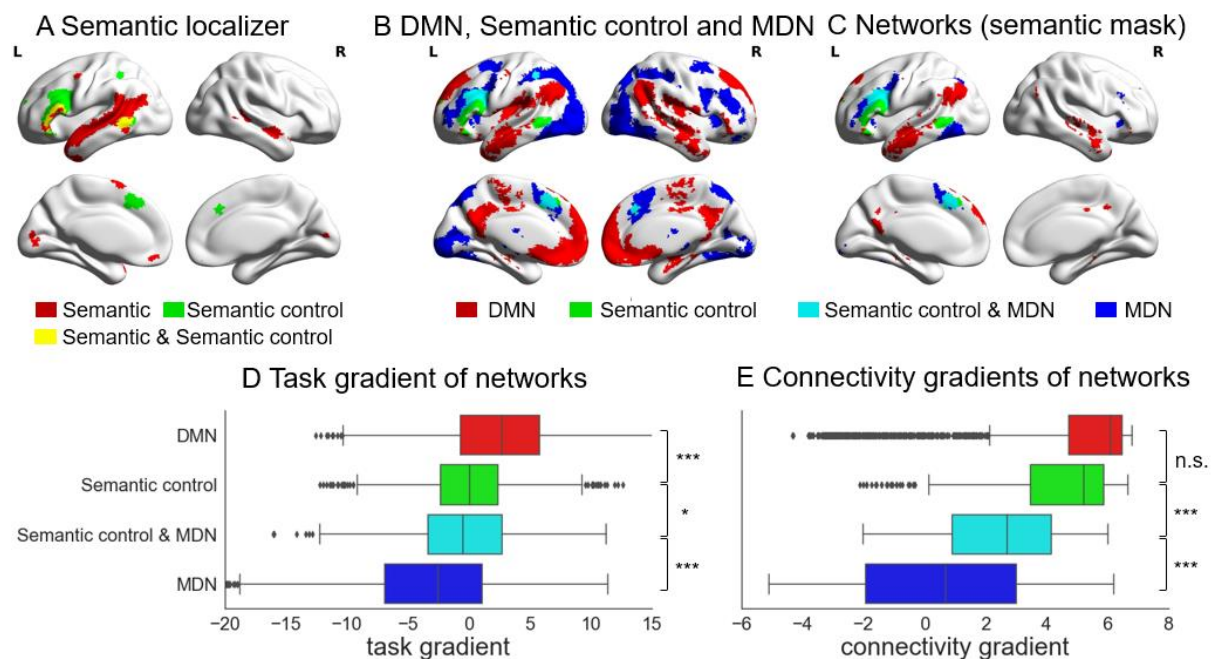 A Semantic localizer
B DMN, Semantic control and MDN
C Networks (semantic mask)
L R
L R
L R
Semantic Semantic control
Semantic & Semantic control
DMN Semantic control Semantic control & MDN MDN
D Task gradient of networks
DMN
Semantic control
Semantic control & MDN
MDN
***
*
***
-20 -15 -10 -5 0 5 10 15
task gradient
E Connectivity gradients of networks
n.s.
***
***
-6 -4 -2 0 2 4 6 8
connectivity gradient